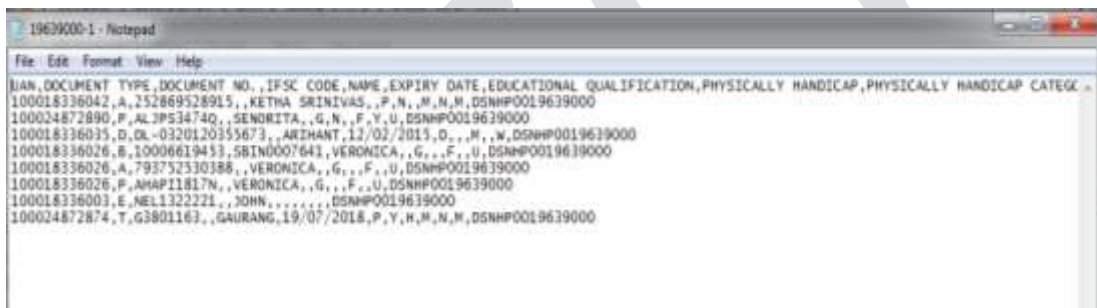 19639000-1 - Notepad
File Edit Format View Help
UAN,DOCUMENT TYPE,DOCUMENT NO.,IFSC CODE,NAME,EXPIRY DATE,EDUCATIONAL QUALIFICATION,PHYSICALLY HANDICAP,PHYSICALLY HANDICAP CATEGC
100018336042,A,252869528915,,KETHA SRINIVAS,,P,N,,M,N,M,DSNHP0019639000
100024872890,P,ALJPS3474Q,,SENORITA,,G,N,,F,Y,U,DSNHP0019639000
100018336035,D,DL-0320120355673,,ARIHANT,12/02/2015,D,,,M,,W,DSNHP0019639000
100018336026,B,10006619453,SBIN0007641,VERONICA,,G,,,F,,U,DSNHP0019639000
100018336026,A,793752530388,,VERONICA,,G,,,F,,U,DSNHP0019639000
100018336026,P,AHAPI1817N,,VERONICA,,G,,,F,,U,DSNHP0019639000
100018336003,E,NEL1322221,,JOHN,,,,,,,,DSNHP0019639000
100024872874,T,G3801163,,GAURANG,19/07/2018,P,Y,H,M,N,M,DSNHP0019639000